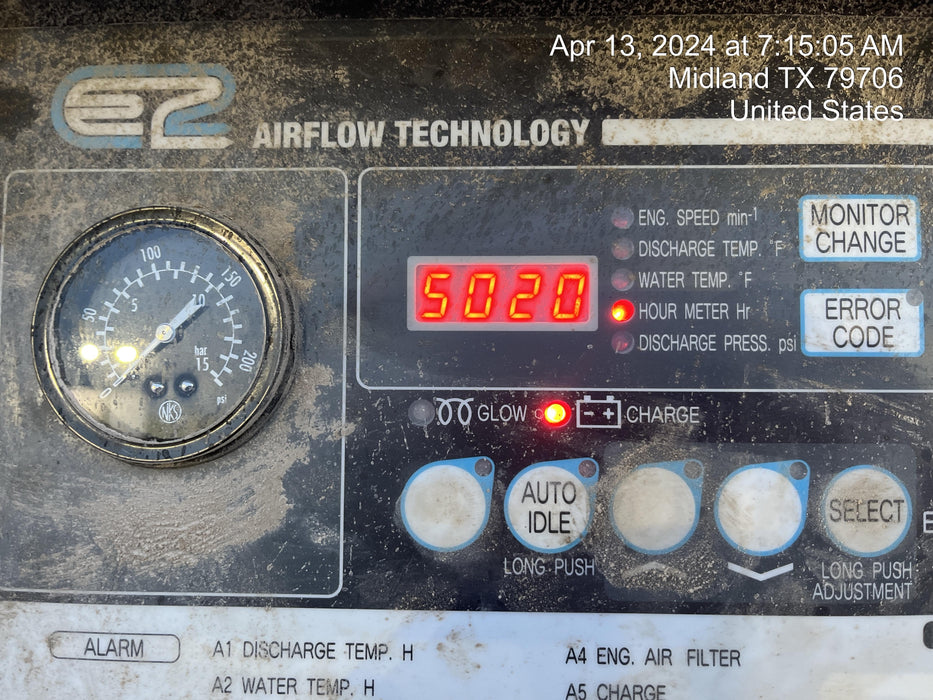 Apr 13, 2024 at 7:15:05 AM
Midland TX 79706
United States
E2 AIRFLOW TECHNOLOGY
0 50 100 150 200 psi
5 10 15 bar
NKS
5020
ENG. SPEED min-1
DISCHARGE TEMP. °F
WATER TEMP. °F
HOUR METER Hr
DISCHARGE PRESS. psi
MONITOR
CHANGE
ERROR
CODE
GLOW
- +
CHARGE
AUTO
IDLE
LONG PUSH
SELECT
LONG PUSH
ADJUSTMENT
ALARM
A1 DISCHARGE TEMP. H
A2 WATER TEMP. H
A4 ENG. AIR FILTER
A5 CHARGE